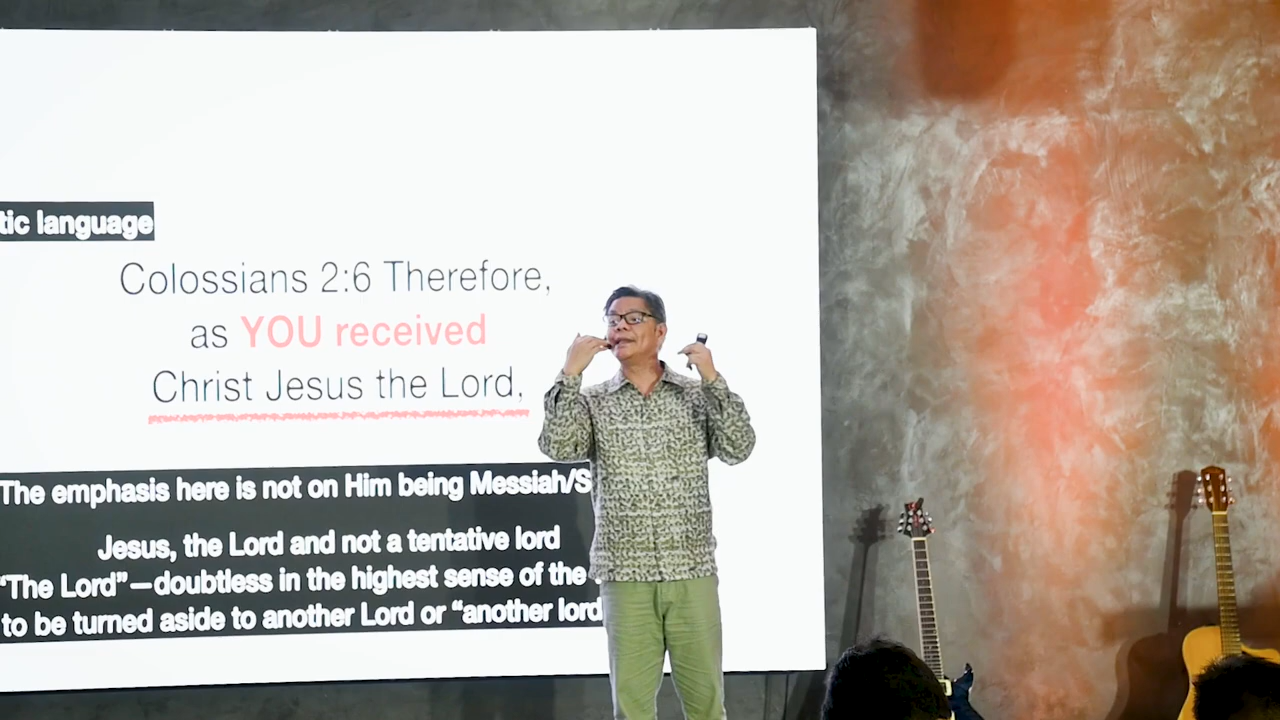 tic language
Colossians 2:6 Therefore,
as YOU received
Christ Jesus the Lord,
The emphasis here is not on Him being Messiah/S
Jesus, the Lord and not a tentative lord
“The Lord”—doubtless in the highest sense of the
to be turned aside to another Lord or “another lord